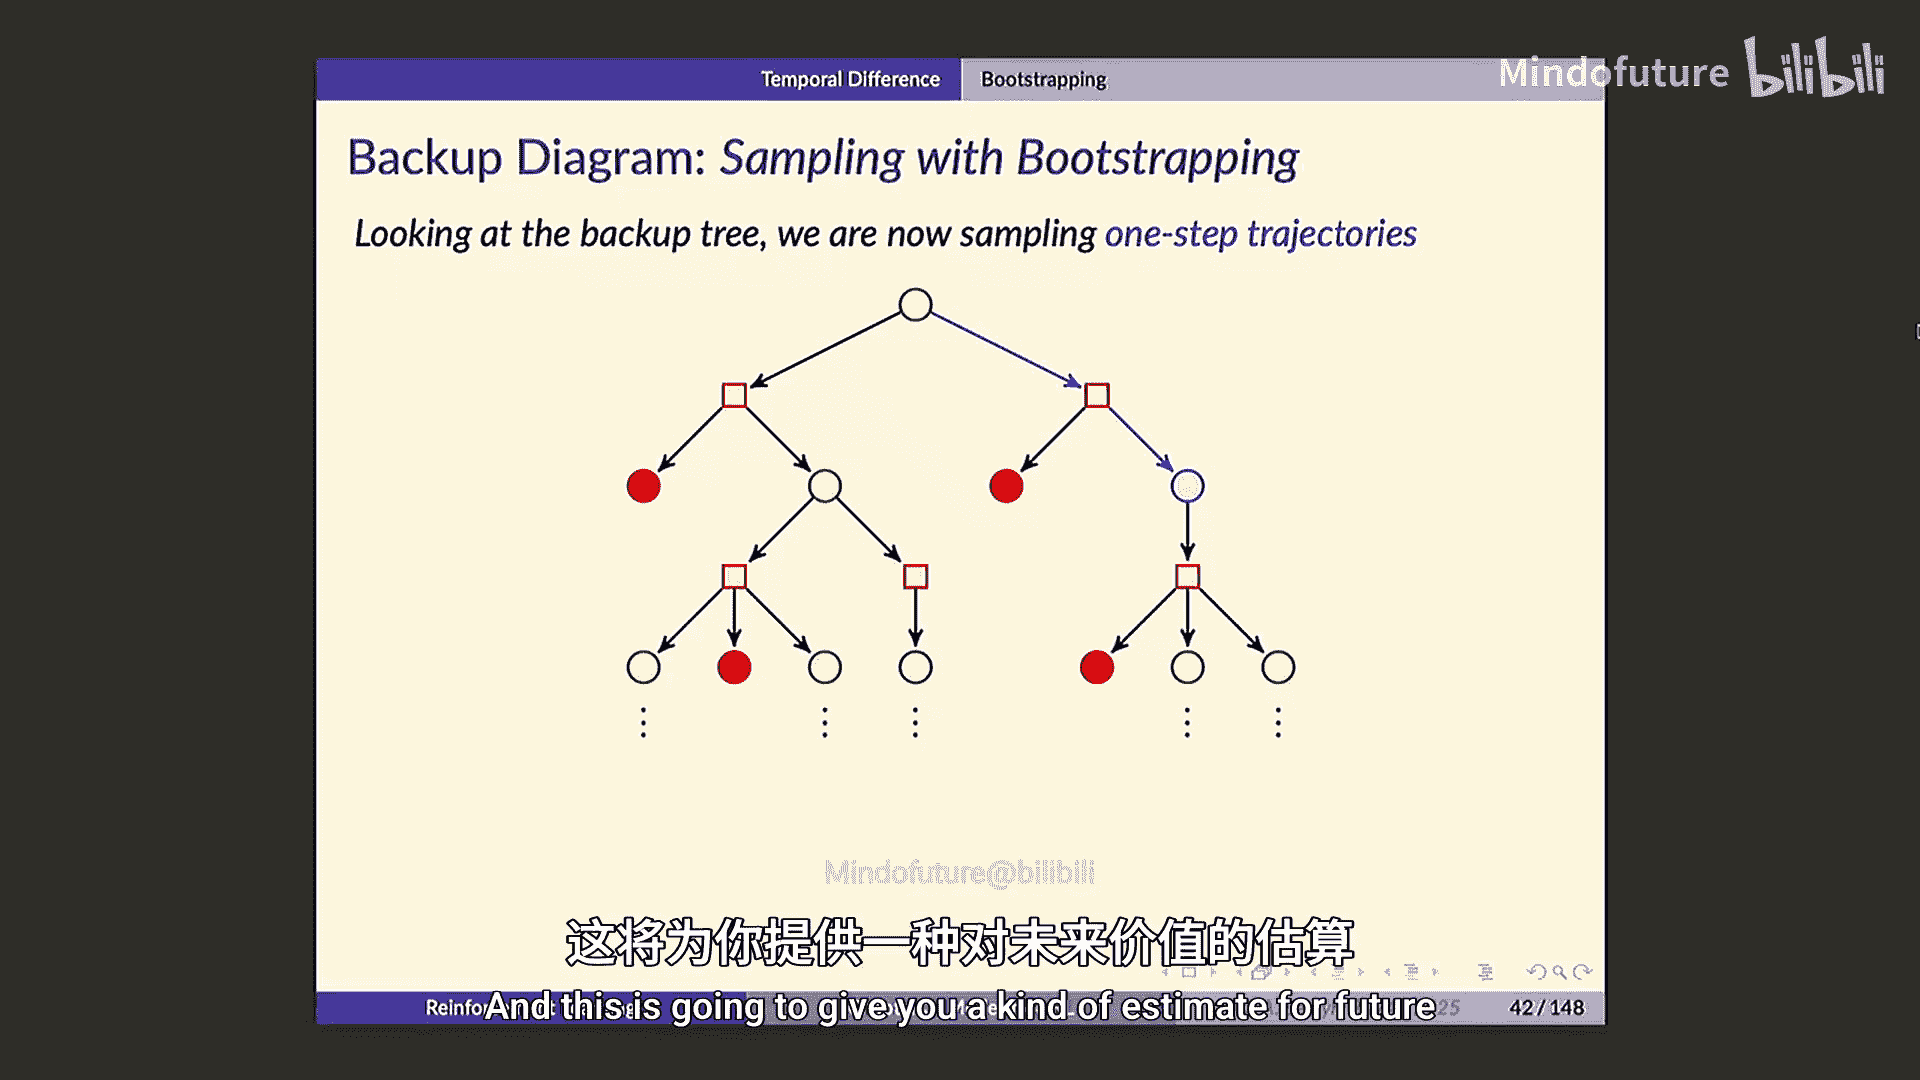 Temporal Difference Bootstrapping
Mindofuture bilibili
Backup Diagram: Sampling with Bootstrapping
Looking at the backup tree, we are now sampling one-step trajectories
Mindofuture@bilibili
这将为你提供一种对未来价值的估算
And this is going to give you a kind of estimate for future
42 / 148